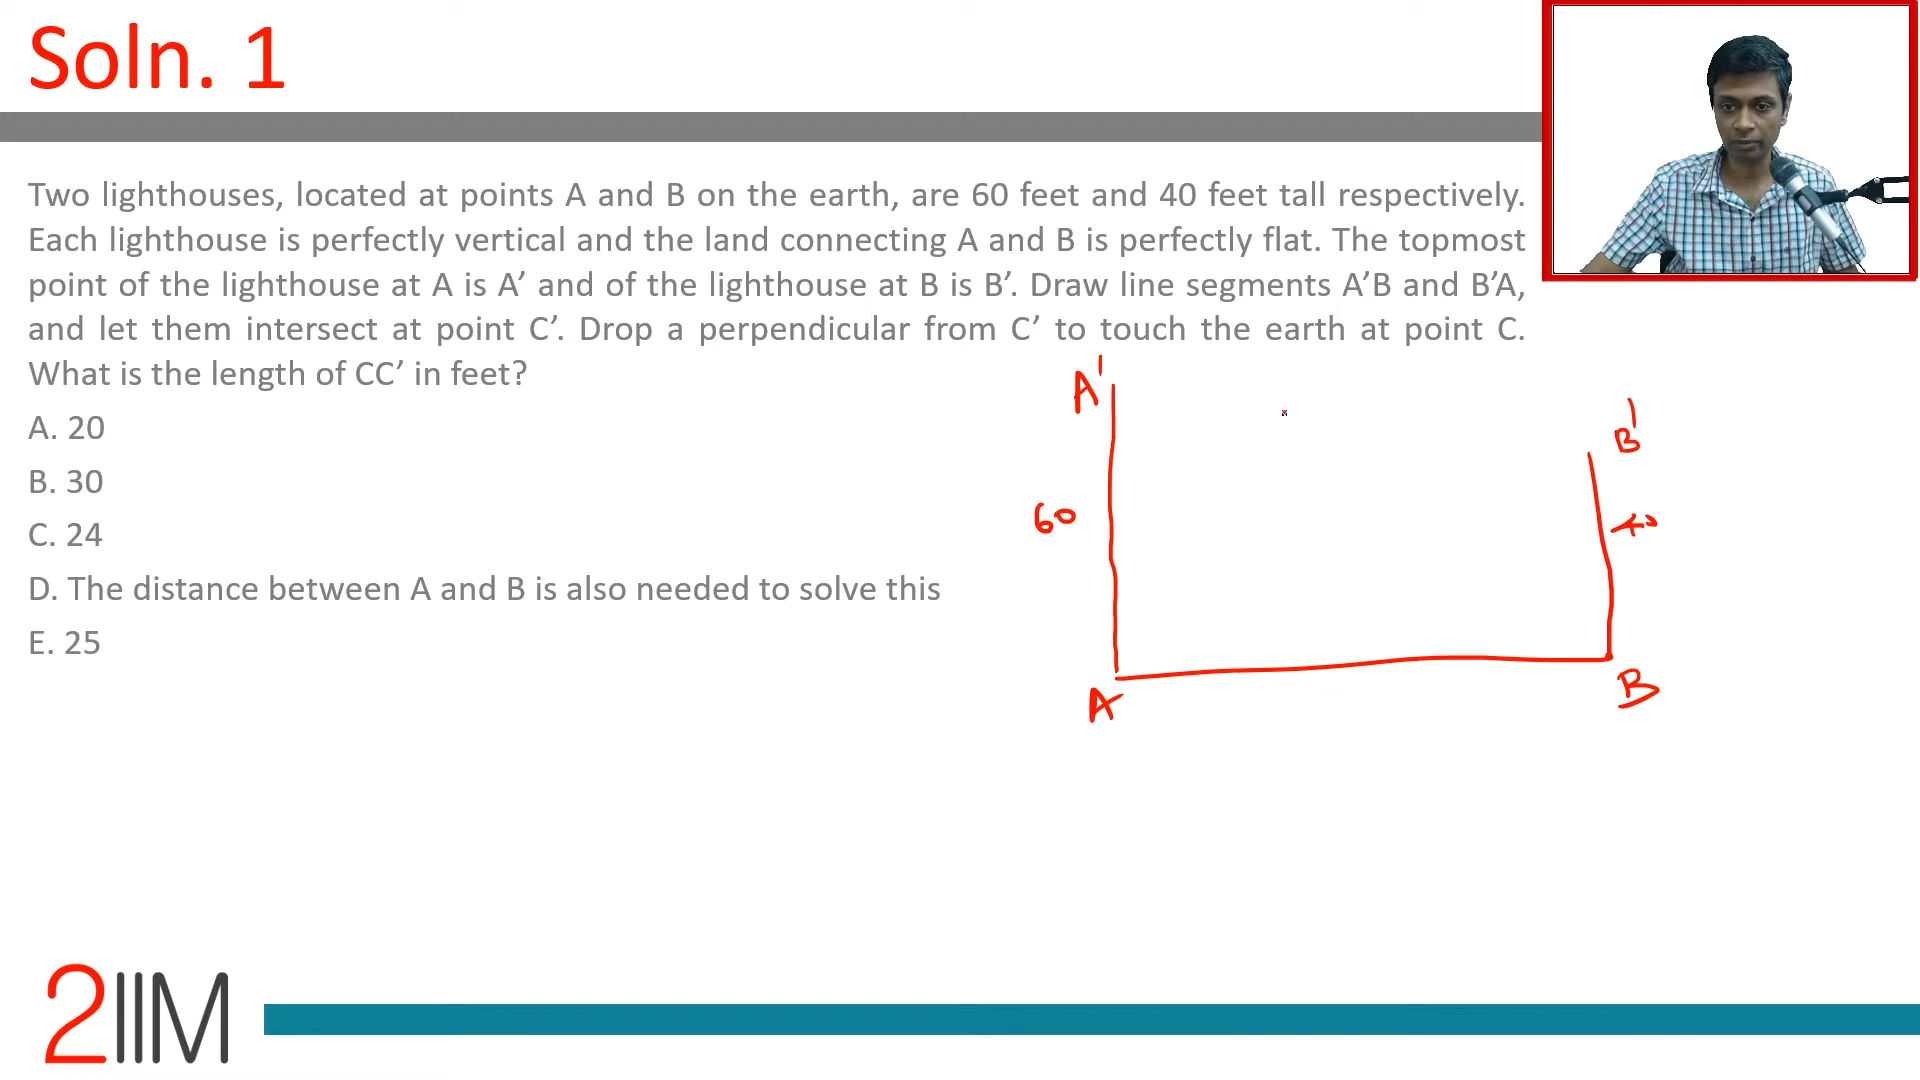 Soln. 1
Two lighthouses, located at points A and B on the earth, are 60 feet and 40 feet tall respectively.
Each lighthouse is perfectly vertical and the land connecting A and B is perfectly flat. The topmost
point of the lighthouse at A is A’ and of the lighthouse at B is B’. Draw line segments A’B and B’A,
and let them intersect at point C’. Drop a perpendicular from C’ to touch the earth at point C.
What is the length of CC’ in feet?
A. 20
B. 30
C. 24
D. The distance between A and B is also needed to solve this
E. 25
A'
B'
60
40
A
B
2IIM